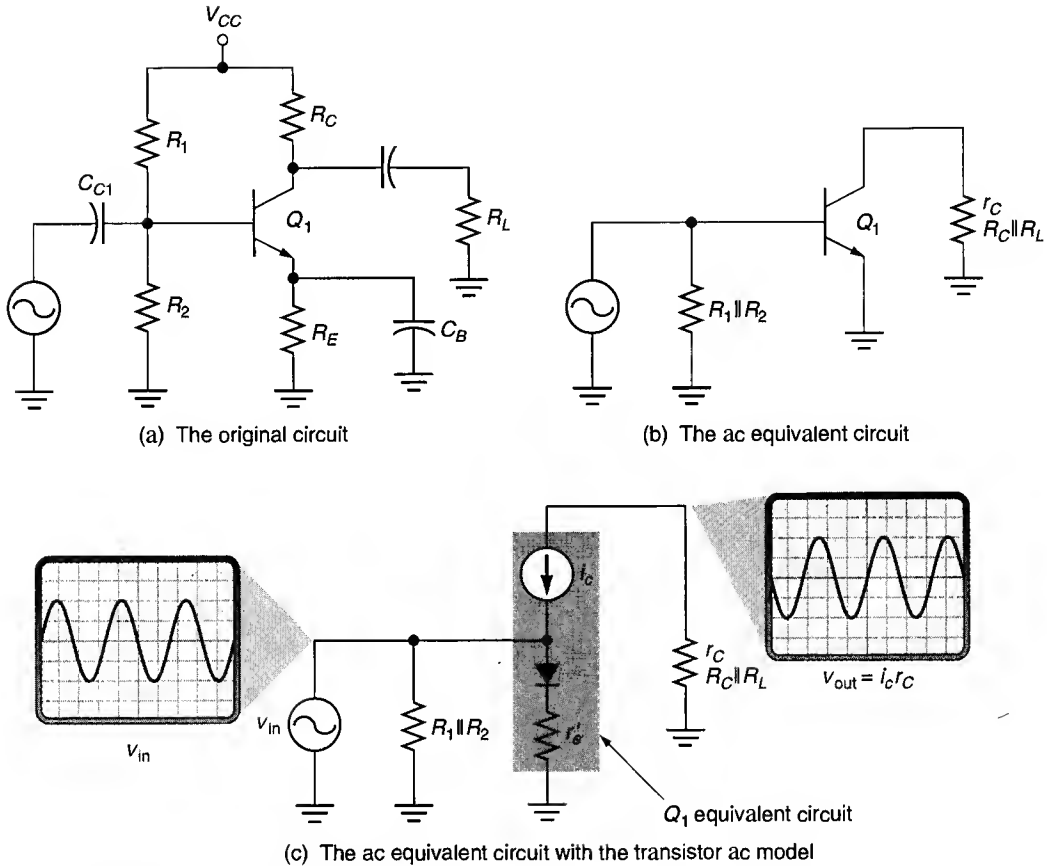 V_CC
R_C
R_1
C_C1
Q_1
R_L
R_2
R_E
C_B
(a) The original circuit
r_C
R_C||R_L
Q_1
R_1||R_2
(b) The ac equivalent circuit
i_c
r_C
R_C||R_L
v_out = i_c r_C
v_in
R_1||R_2
r'_e
v_in
Q_1 equivalent circuit
(c) The ac equivalent circuit with the transistor ac model